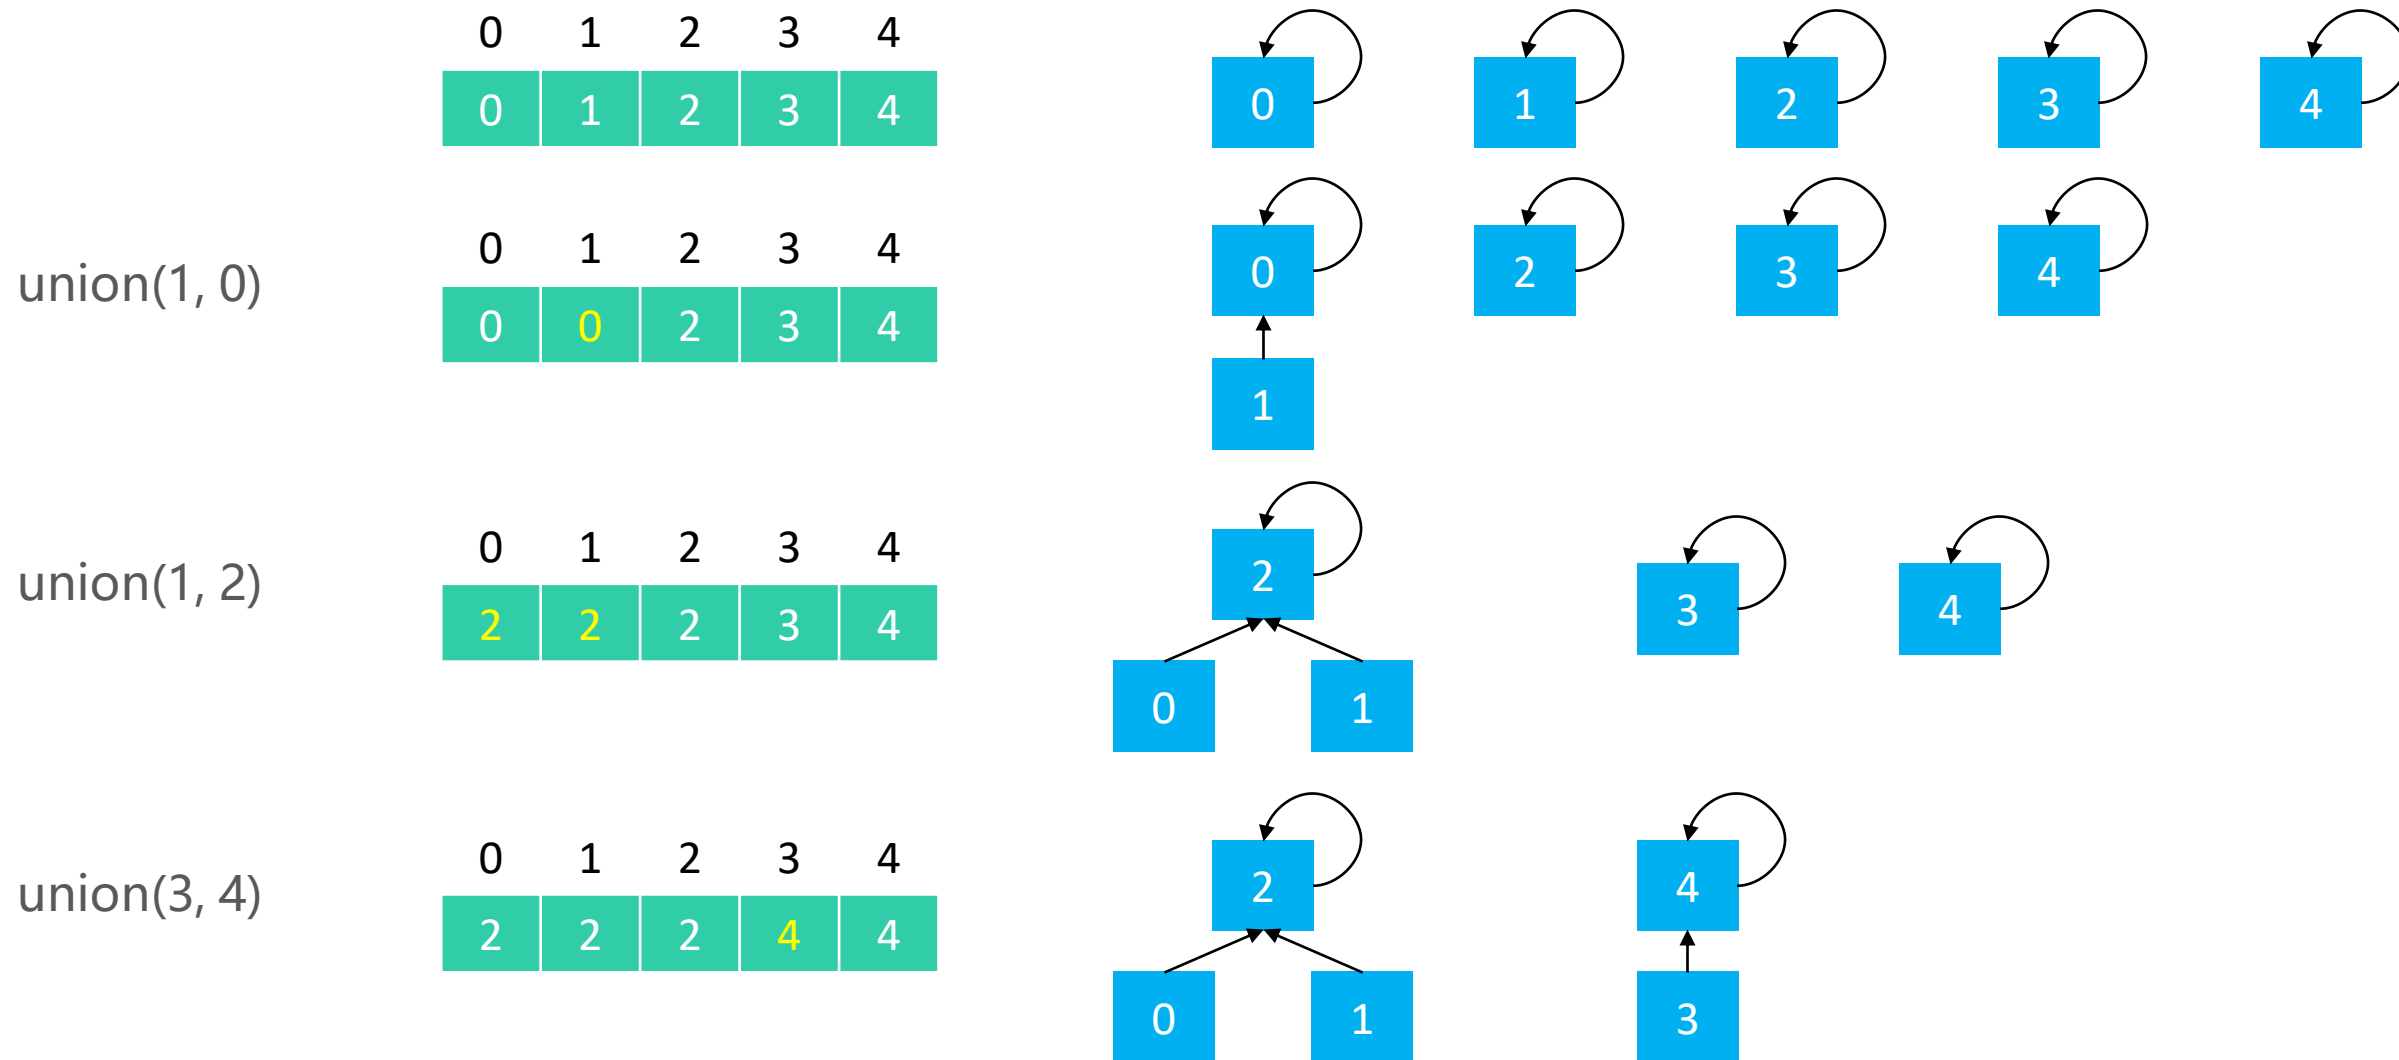 0 1 2 3 4
0 1 2 3 4
0 1 2 3 4
union(1, 0)
0 1 2 3 4
0 0 2 3 4
0 2 3 4
1
union(1, 2)
0 1 2 3 4
2 2 2 3 4
2 3 4
0 1
union(3, 4)
0 1 2 3 4
2 2 2 4 4
2 4
0 1 3